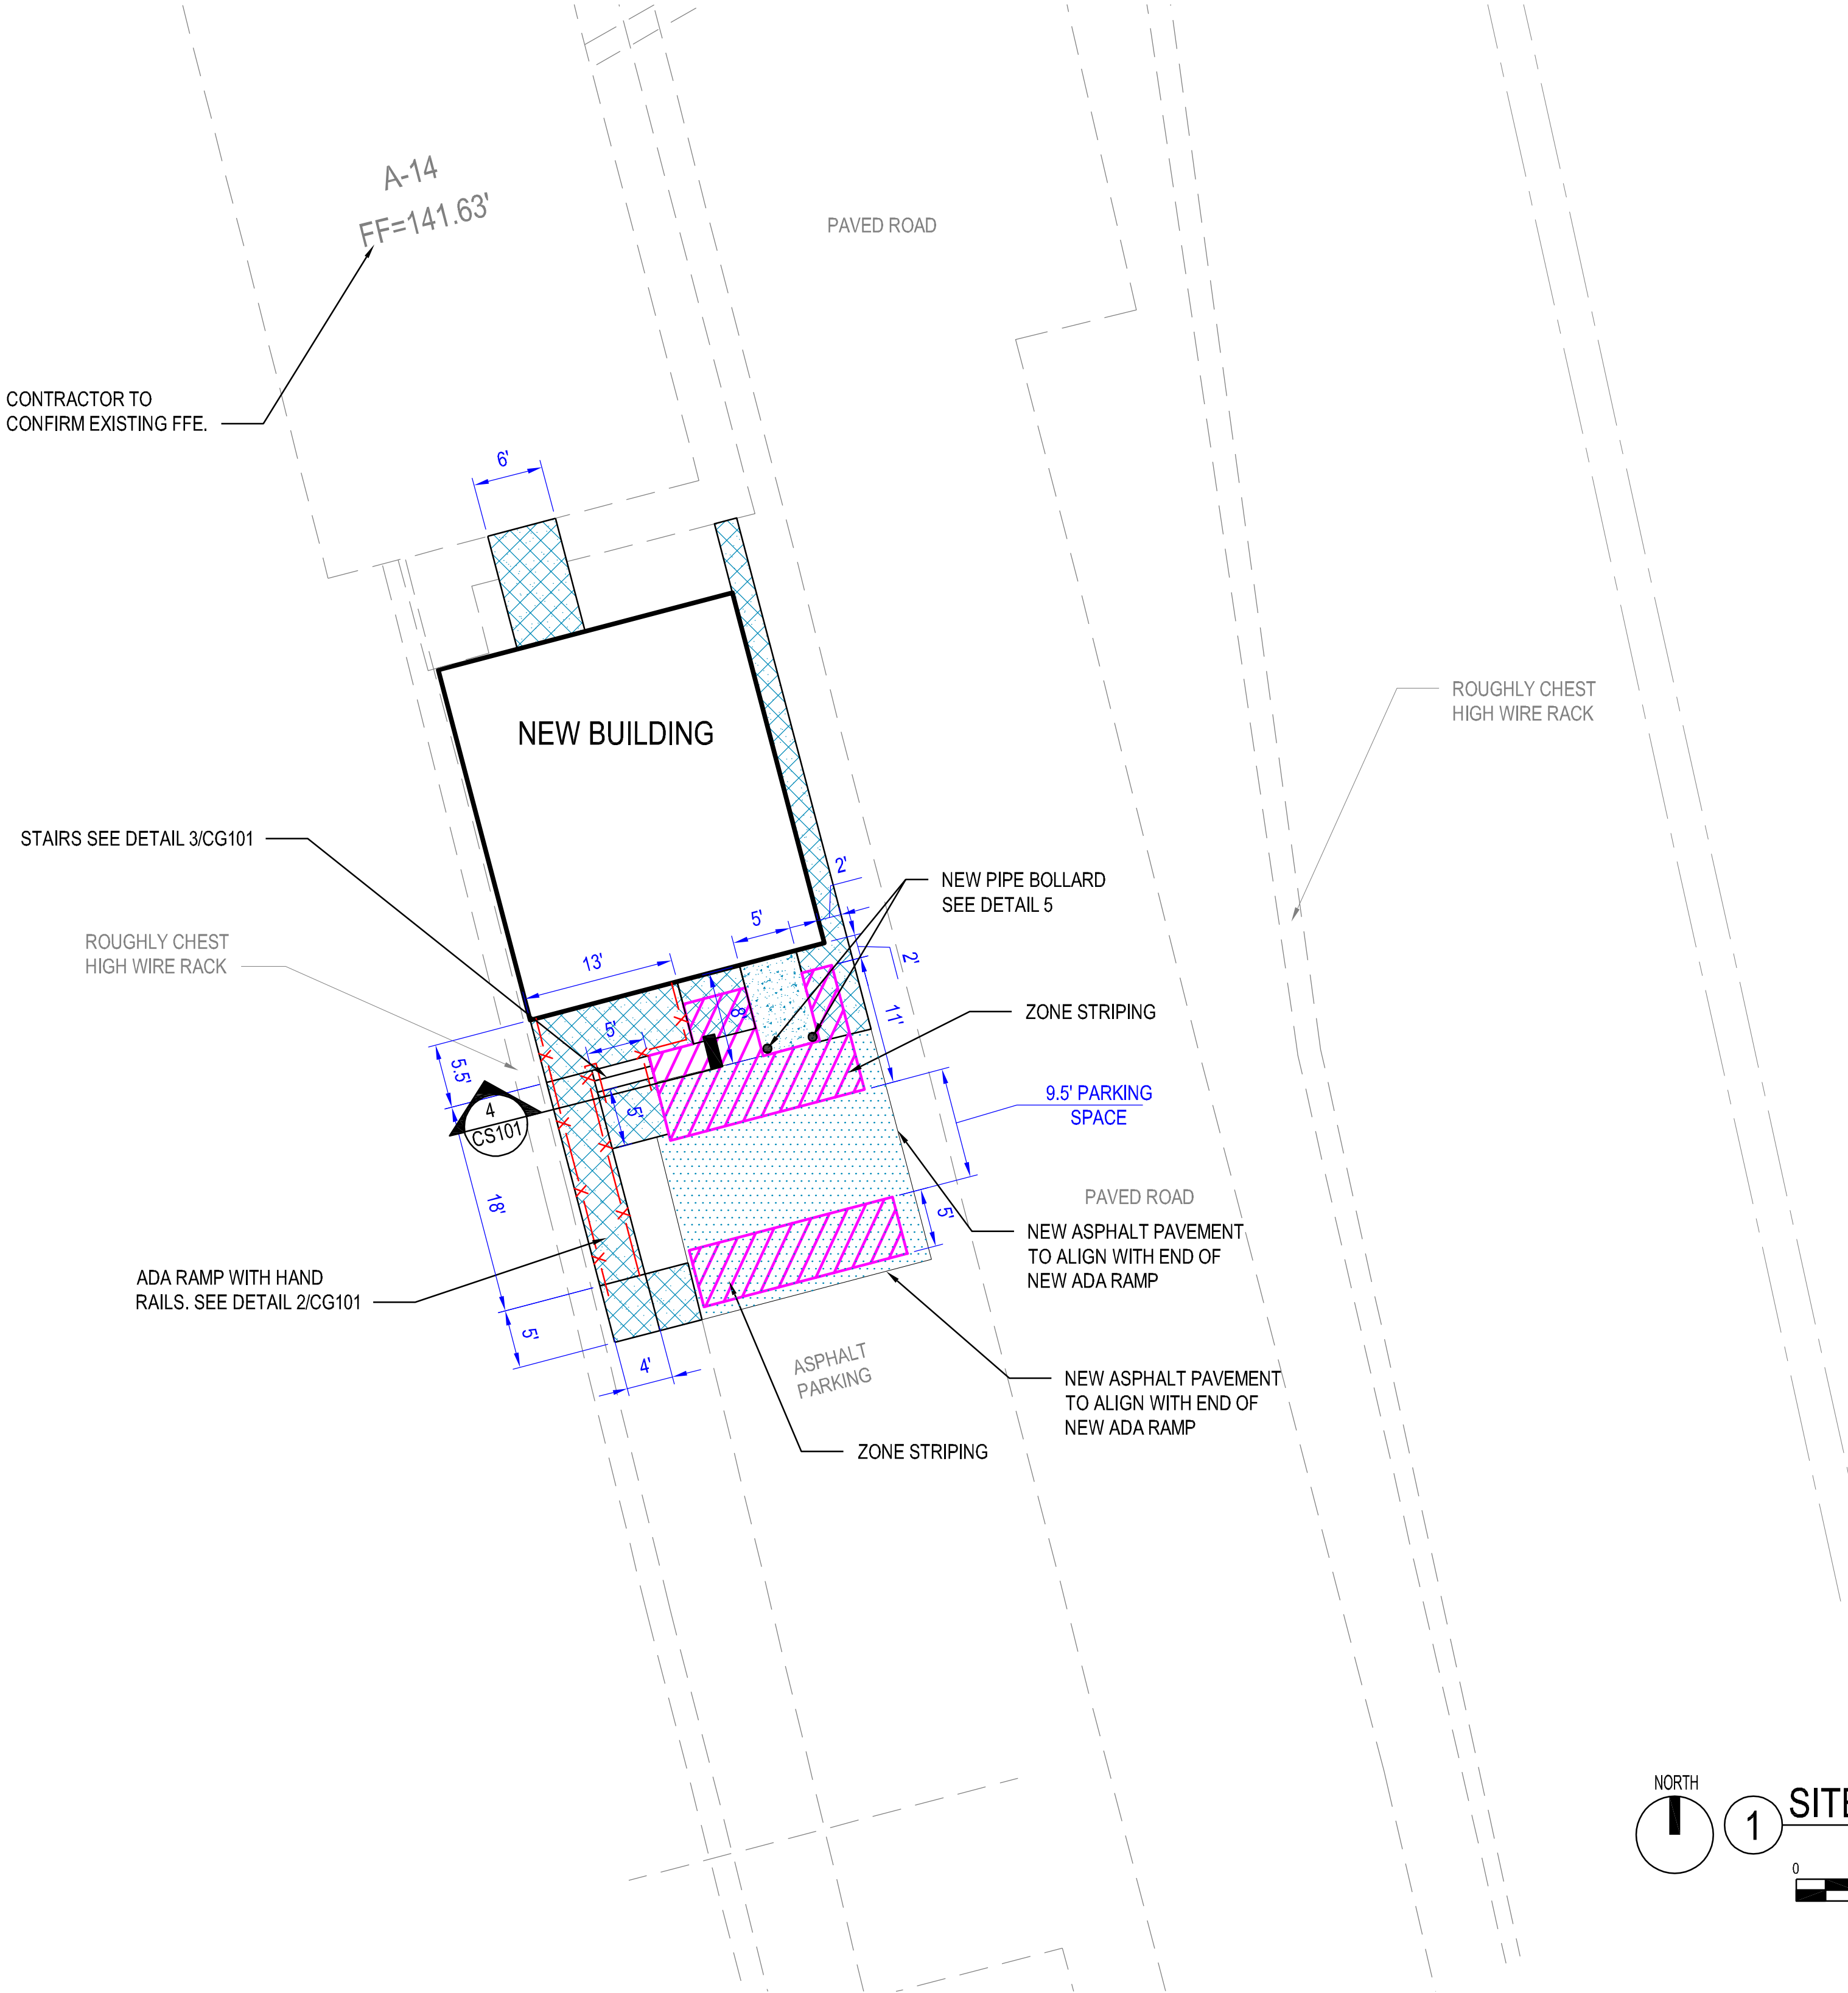 A-14
FF=141.63'
PAVED ROAD
CONTRACTOR TO
CONFIRM EXISTING FFE.
6'
ROUGHLY CHEST
HIGH WIRE RACK
NEW BUILDING
STAIRS SEE DETAIL 3/CG101
2'
NEW PIPE BOLLARD
SEE DETAIL 5
5'
ROUGHLY CHEST
HIGH WIRE RACK
13'
2'
11'
8'
ZONE STRIPING
5'
5.5'
9.5' PARKING
SPACE
4
CS101
5'
18'
PAVED ROAD
5'
NEW ASPHALT PAVEMENT
TO ALIGN WITH END OF
NEW ADA RAMP
ADA RAMP WITH HAND
RAILS. SEE DETAIL 2/CG101
5'
4'
ASPHALT
PARKING
NEW ASPHALT PAVEMENT
TO ALIGN WITH END OF
NEW ADA RAMP
ZONE STRIPING
NORTH
1
SITE
0